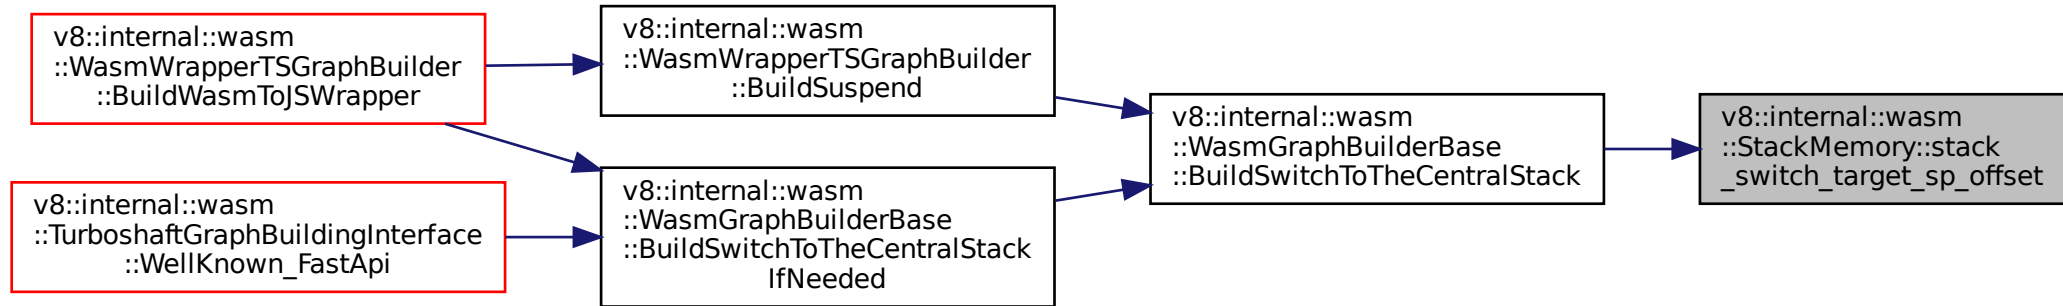 v8::internal::wasm
::WasmWrapperTSGraphBuilder
::BuildWasmToJSWrapper
v8::internal::wasm
::TurboshaftGraphBuildingInterface
::WellKnown_FastApi
v8::internal::wasm
::WasmWrapperTSGraphBuilder
::BuildSuspend
v8::internal::wasm
::WasmGraphBuilderBase
::BuildSwitchToTheCentralStack
IfNeeded
v8::internal::wasm
::WasmGraphBuilderBase
::BuildSwitchToTheCentralStack
v8::internal::wasm
::StackMemory::stack
_switch_target_sp_offset